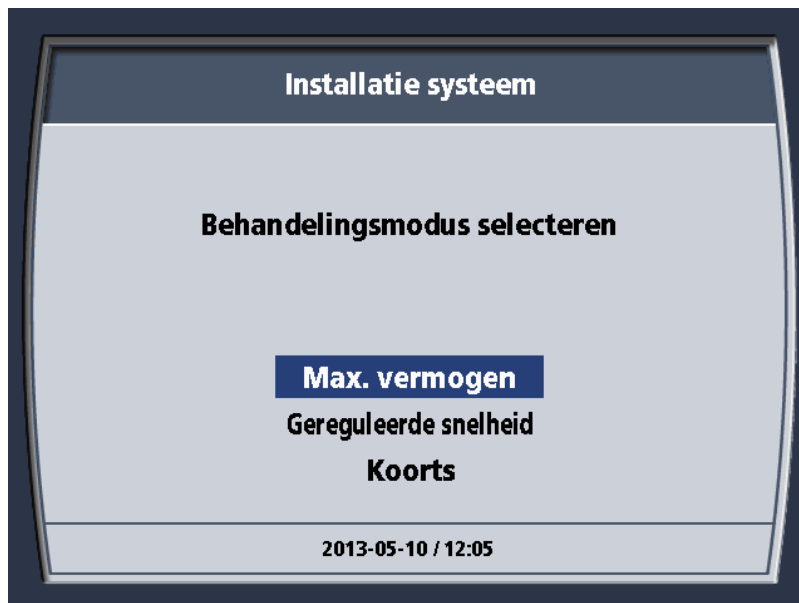 Installatie systeem
Behandelingsmodus selecteren
Max. vermogen
Gereguleerde snelheid
Koorts
2013-05-10 / 12:05